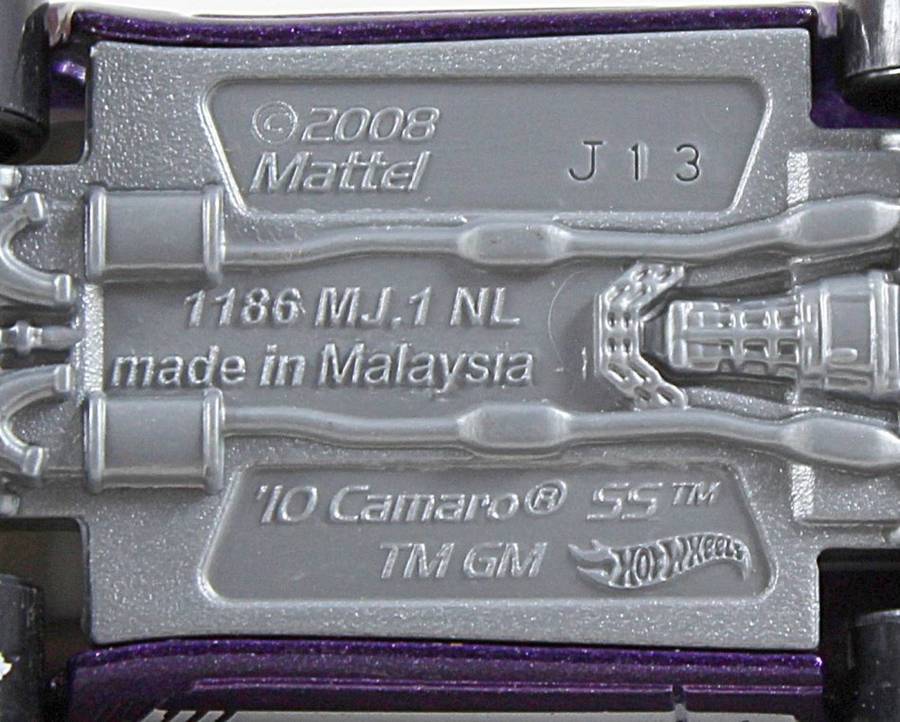 ©2008
Mattel
J13
1186 MJ.1 NL
made in Malaysia
'10 Camaro® SS™
TM GM
HOT WHEELS